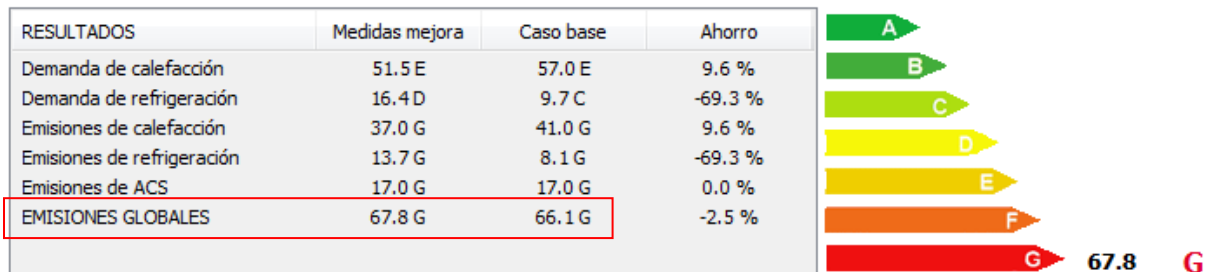 RESULTADOS Medidas mejora Caso base Ahorro
Demanda de calefacción 51.5 E 57.0 E 9.6 %
Demanda de refrigeración 16.4 D 9.7 C -69.3 %
Emisiones de calefacción 37.0 G 41.0 G 9.6 %
Emisiones de refrigeración 13.7 G 8.1 G -69.3 %
Emisiones de ACS 17.0 G 17.0 G 0.0 %
EMISIONES GLOBALES 67.8 G 66.1 G -2.5 %
A
B
C
D
E
F
G 67.8 G